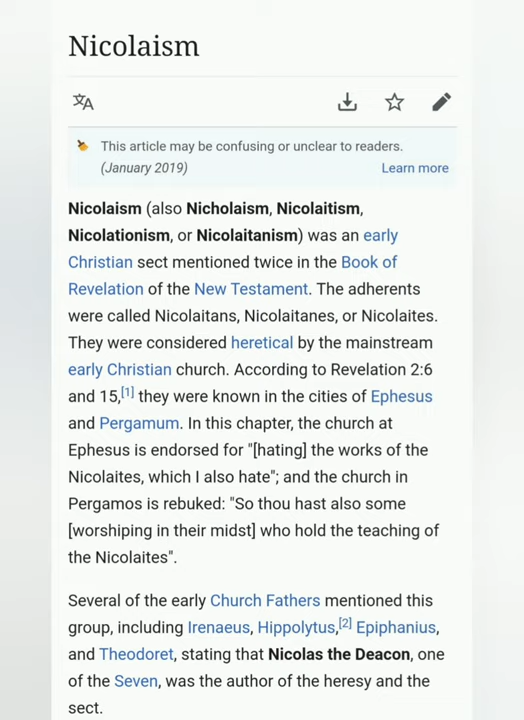 Nicolaism
This article may be confusing or unclear to readers.
(January 2019) Learn more
Nicolaism (also Nicholaism, Nicolaitism,
Nicolationism, or Nicolaitanism) was an early
Christian sect mentioned twice in the Book of
Revelation of the New Testament. The adherents
were called Nicolaitans, Nicolaitanes, or Nicolaites.
They were considered heretical by the mainstream
early Christian church. According to Revelation 2:6
and 15,[1] they were known in the cities of Ephesus
and Pergamum. In this chapter, the church at
Ephesus is endorsed for "[hating] the works of the
Nicolaites, which I also hate"; and the church in
Pergamos is rebuked: "So thou hast also some
[worshiping in their midst] who hold the teaching of
the Nicolaites".
Several of the early Church Fathers mentioned this
group, including Irenaeus, Hippolytus,[2] Epiphanius,
and Theodoret, stating that Nicolas the Deacon, one
of the Seven, was the author of the heresy and the
sect.